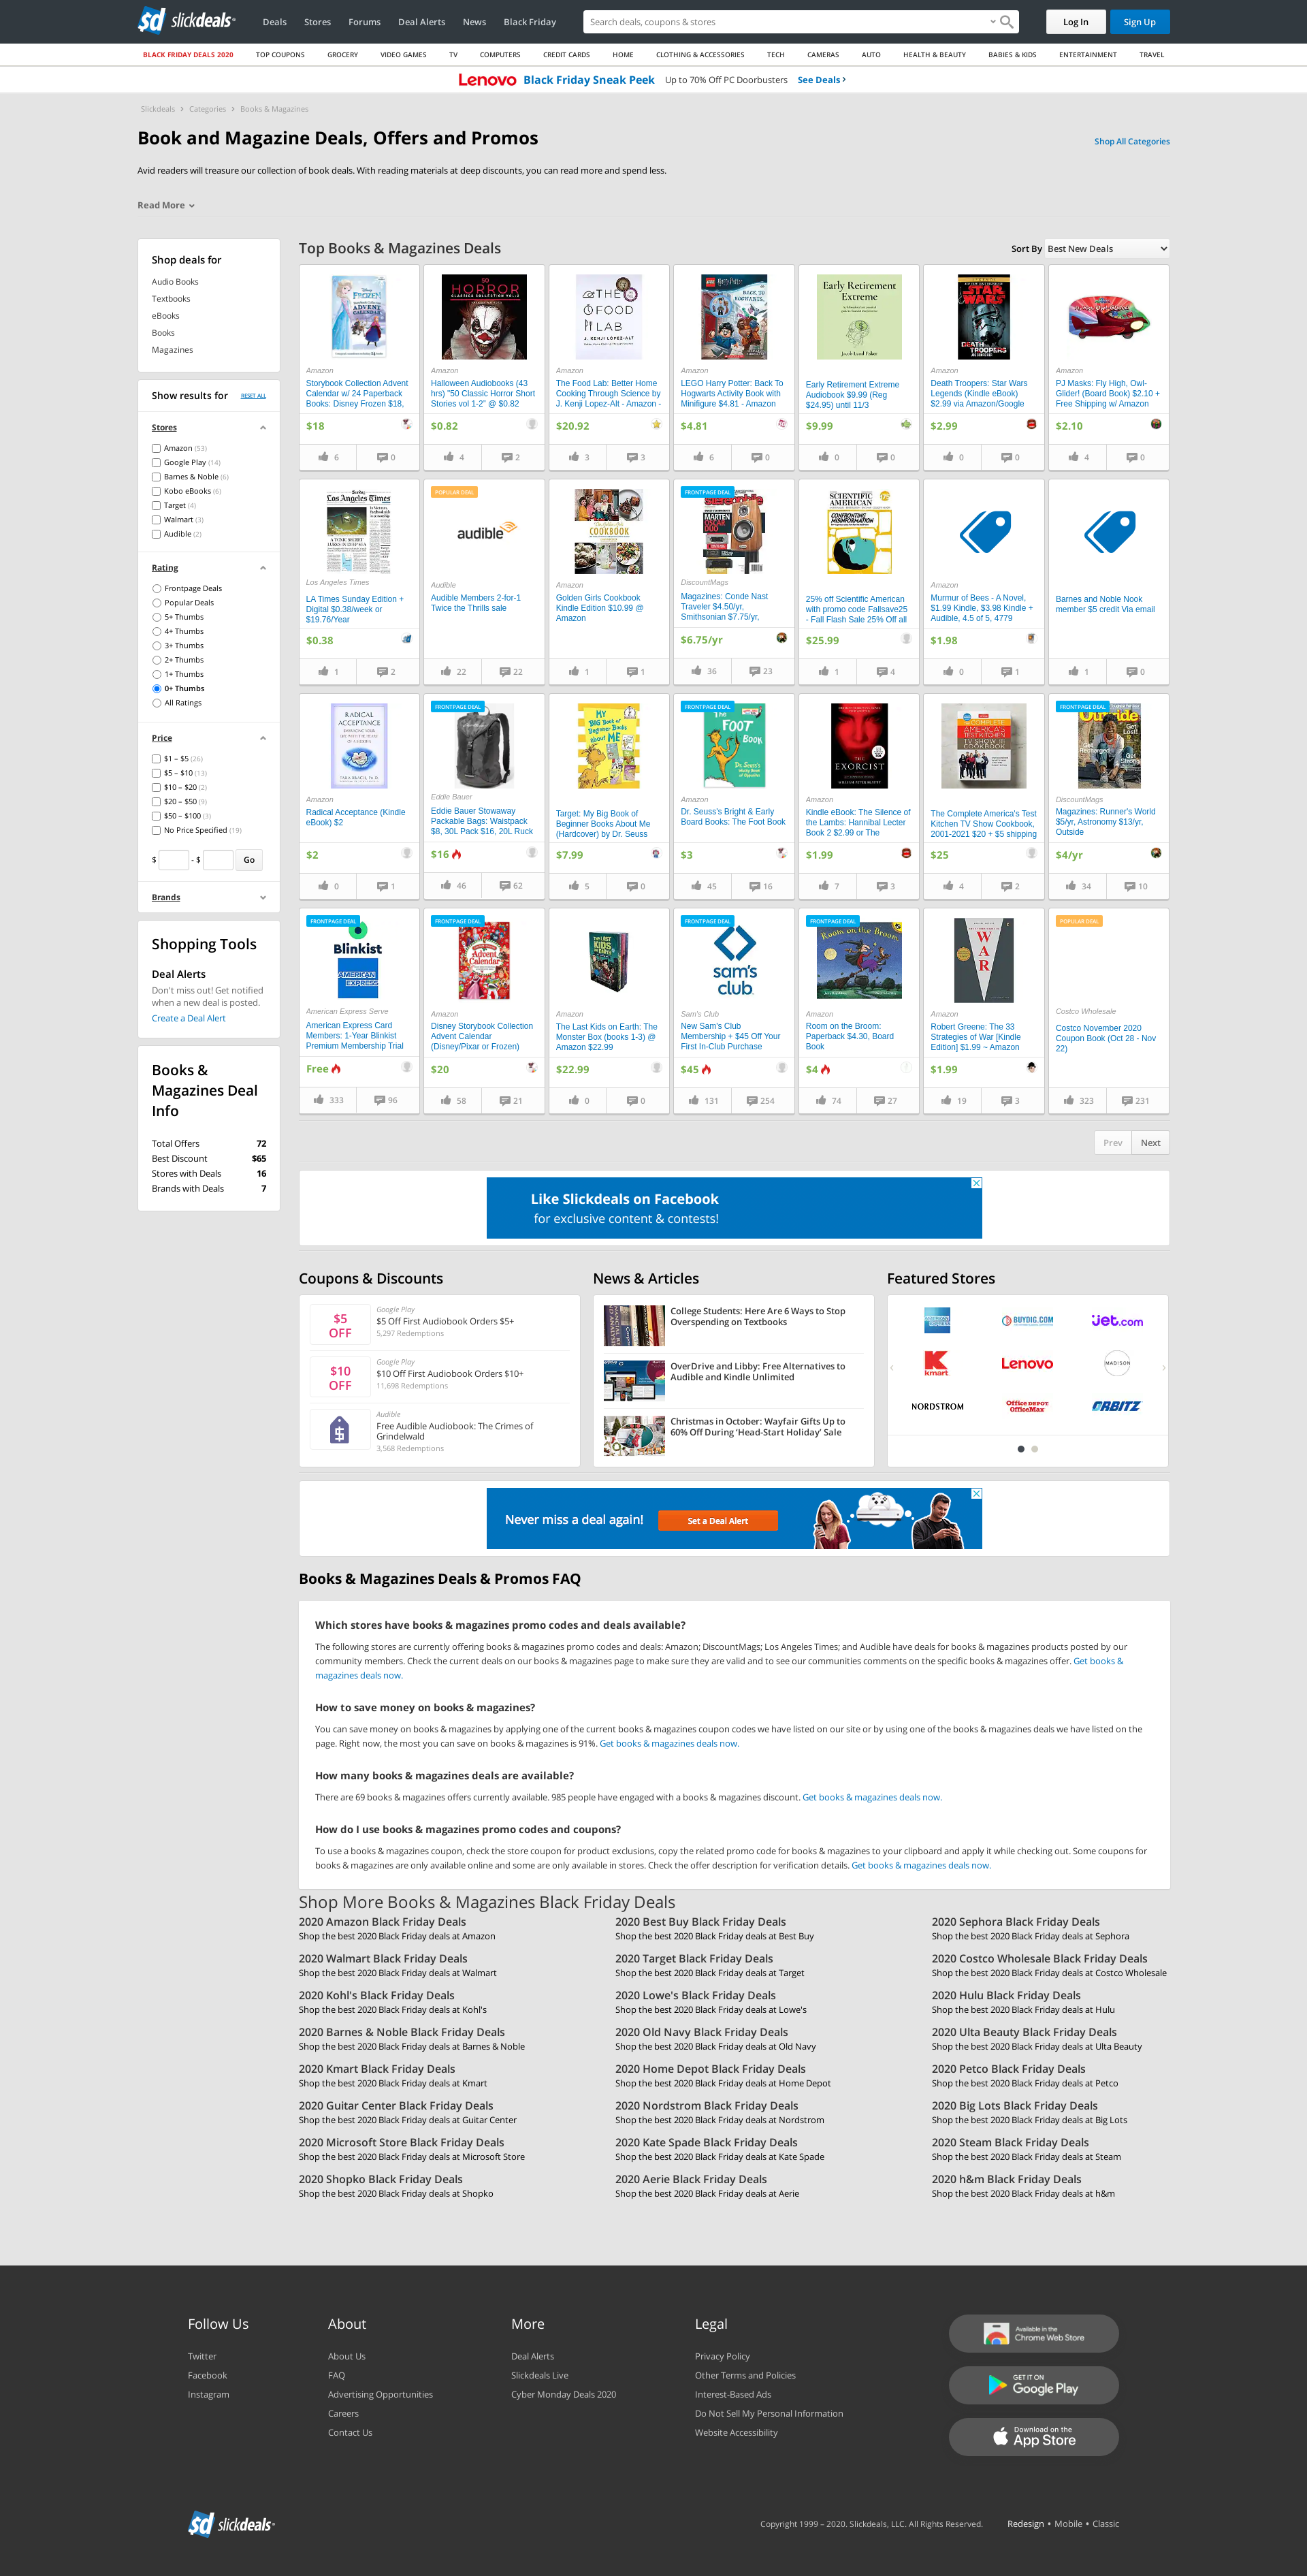 slickdeals
Deals
Stores
Forums
Deal Alerts
News
Black Friday
Search deals, coupons & stores
Log In
Sign Up
BLACK FRIDAY DEALS 2020
TOP COUPONS
GROCERY
VIDEO GAMES
TV
COMPUTERS
CREDIT CARDS
HOME
CLOTHING & ACCESSORIES
TECH
CAMERAS
AUTO
HEALTH & BEAUTY
BABIES & KIDS
ENTERTAINMENT
TRAVEL
Lenovo Black Friday Sneak Peek Up to 70% Off PC Doorbusters See Deals
Slickdeals > Categories > Books & Magazines
Book and Magazine Deals, Offers and Promos
Shop All Categories
Avid readers will treasure our collection of book deals. With reading materials at deep discounts, you can read more and spend less.
Read More
Shop deals for
Audio Books
Textbooks
eBooks
Books
Magazines
Show results for RESET ALL
Stores
Amazon (53)
Google Play (14)
Barnes & Noble (6)
Kobo eBooks (6)
Target (4)
Walmart (3)
Audible (2)
Rating
Frontpage Deals
Popular Deals
5+ Thumbs
4+ Thumbs
3+ Thumbs
2+ Thumbs
1+ Thumbs
0+ Thumbs
All Ratings
Price
$1 – $5 (26)
$5 – $10 (13)
$10 – $20 (2)
$20 – $50 (9)
$50 – $100 (3)
No Price Specified (19)
$ - $ Go
Brands
Shopping Tools
Deal Alerts
Don't miss out! Get notified
when a new deal is posted.
Create a Deal Alert
Books &
Magazines Deal
Info
Total Offers 72
Best Discount $65
Stores with Deals 16
Brands with Deals 7
Top Books & Magazines Deals
Sort By Best New Deals
Amazon
Storybook Collection Advent
Calendar w/ 24 Paperback
Books: Disney Frozen $18,
$18
6 0
Amazon
Halloween Audiobooks (43
hrs) "50 Classic Horror Short
Stories vol 1-2" @ $0.82
$0.82
4 2
Amazon
The Food Lab: Better Home
Cooking Through Science by
J. Kenji Lopez-Alt - Amazon -
$20.92
3 3
Amazon
LEGO Harry Potter: Back To
Hogwarts Activity Book with
Minifigure $4.81 - Amazon
$4.81
6 0
Early Retirement Extreme
Early Retirement Extreme
Audiobook $9.99 (Reg
$24.95) until 11/3
$9.99
0 0
STAR WARS
DEATH TROOPERS
Amazon
Death Troopers: Star Wars
Legends (Kindle eBook)
$2.99 via Amazon/Google
$2.99
0 0
Amazon
PJ Masks: Fly High, Owl-
Glider! (Board Book) $2.10 +
Free Shipping w/ Amazon
$2.10
4 0
Los Angeles Times
Los Angeles Times
LA Times Sunday Edition +
Digital $0.38/week or
$19.76/Year
$0.38
1 2
POPULAR DEAL
audible
Audible
Audible Members 2-for-1
Twice the Thrills sale
22 22
COOKBOOK
Amazon
Golden Girls Cookbook
Kindle Edition $10.99 @
Amazon
1 1
FRONTPAGE DEAL
DiscountMags
Magazines: Conde Nast
Traveler $4.50/yr,
Smithsonian $7.75/yr,
$6.75/yr
36 23
SCIENTIFIC AMERICAN
CONFRONTING MISINFORMATION
25% off Scientific American
with promo code Fallsave25
- Fall Flash Sale 25% Off all
$25.99
1 4
Amazon
Murmur of Bees - A Novel,
$1.99 Kindle, $3.98 Kindle +
Audible, 4.5 of 5, 4779
$1.98
0 1
Barnes and Noble Nook
member $5 credit Via email
1 0
RADICAL ACCEPTANCE
Amazon
Radical Acceptance (Kindle
eBook) $2
$2
0 1
FRONTPAGE DEAL
Eddie Bauer
Eddie Bauer Stowaway
Packable Bags: Waistpack
$8, 30L Pack $16, 20L Ruck
$16
46 62
MY BIG Book of Beginner Books about ME
Target: My Big Book of
Beginner Books About Me
(Hardcover) by Dr. Seuss
$7.99
5 0
FRONTPAGE DEAL
The FOOT BOOK
Amazon
Dr. Seuss's Bright & Early
Board Books: The Foot Book
$3
45 16
THE EXORCIST
Amazon
Kindle eBook: The Silence of
the Lambs: Hannibal Lecter
Book 2 $2.99 or The
$1.99
7 3
The Complete America's Test
Kitchen TV Show Cookbook,
2001-2021 $20 + $5 shipping
$25
4 2
FRONTPAGE DEAL
Outside
DiscountMags
Magazines: Runner's World
$5/yr, Astronomy $13/yr,
Outside
$4/yr
34 10
FRONTPAGE DEAL
Blinkist
AMERICAN EXPRESS
American Express Serve
American Express Card
Members: 1-Year Blinkist
Premium Membership Trial
Free
333 96
FRONTPAGE DEAL
Advent Calendar
Amazon
Disney Storybook Collection
Advent Calendar
(Disney/Pixar or Frozen)
$20
58 21
Amazon
The Last Kids on Earth: The
Monster Box (books 1-3) @
Amazon $22.99
$22.99
0 0
FRONTPAGE DEAL
sam's club
Sam's Club
New Sam's Club
Membership + $45 Off Your
First In-Club Purchase
$45
131 254
FRONTPAGE DEAL
Room on the Broom
Amazon
Room on the Broom:
Paperback $4.30, Board
Book
$4
74 27
WAR
Amazon
Robert Greene: The 33
Strategies of War [Kindle
Edition] $1.99 ~ Amazon
$1.99
19 3
POPULAR DEAL
Costco Wholesale
Costco November 2020
Coupon Book (Oct 28 - Nov
22)
323 231
Prev Next
Like Slickdeals on Facebook
for exclusive content & contests!
Coupons & Discounts
$5 OFF
Google Play
$5 Off First Audiobook Orders $5+
5,297 Redemptions
$10 OFF
Google Play
$10 Off First Audiobook Orders $10+
11,698 Redemptions
Audible
Free Audible Audiobook: The Crimes of
Grindelwald
3,568 Redemptions
News & Articles
College Students: Here Are 6 Ways to Stop
Overspending on Textbooks
OverDrive and Libby: Free Alternatives to
Audible and Kindle Unlimited
Christmas in October: Wayfair Gifts Up to
60% Off During 'Head-Start Holiday' Sale
Featured Stores
BUYDIG.COM
Jet.com
kmart
Lenovo
MADISON
NORDSTROM
Office DEPOT OfficeMax
ORBITZ
Never miss a deal again!
Set a Deal Alert
Books & Magazines Deals & Promos FAQ
Which stores have books & magazines promo codes and deals available?
The following stores are currently offering books & magazines promo codes and deals: Amazon; DiscountMags; Los Angeles Times; and Audible have deals for books & magazines products posted by our
community members. Check the current deals on our books & magazines page to make sure they are valid and to see our communities comments on the specific books & magazines offer. Get books &
magazines deals now.
How to save money on books & magazines?
You can save money on books & magazines by applying one of the current books & magazines coupon codes we have listed on our site or by using one of the books & magazines deals we have listed on the
page. Right now, the most you can save on books & magazines is 91%. Get books & magazines deals now.
How many books & magazines deals are available?
There are 69 books & magazines offers currently available. 985 people have engaged with a books & magazines discount. Get books & magazines deals now.
How do I use books & magazines promo codes and coupons?
To use a books & magazines coupon, check the store coupon for product exclusions, copy the related promo code for books & magazines to your clipboard and apply it while checking out. Some coupons for
books & magazines are only available online and some are only available in stores. Check the offer description for verification details. Get books & magazines deals now.
Shop More Books & Magazines Black Friday Deals
2020 Amazon Black Friday Deals
Shop the best 2020 Black Friday deals at Amazon
2020 Best Buy Black Friday Deals
Shop the best 2020 Black Friday deals at Best Buy
2020 Sephora Black Friday Deals
Shop the best 2020 Black Friday deals at Sephora
2020 Walmart Black Friday Deals
Shop the best 2020 Black Friday deals at Walmart
2020 Target Black Friday Deals
Shop the best 2020 Black Friday deals at Target
2020 Costco Wholesale Black Friday Deals
Shop the best 2020 Black Friday deals at Costco Wholesale
2020 Kohl's Black Friday Deals
Shop the best 2020 Black Friday deals at Kohl's
2020 Lowe's Black Friday Deals
Shop the best 2020 Black Friday deals at Lowe's
2020 Hulu Black Friday Deals
Shop the best 2020 Black Friday deals at Hulu
2020 Barnes & Noble Black Friday Deals
Shop the best 2020 Black Friday deals at Barnes & Noble
2020 Old Navy Black Friday Deals
Shop the best 2020 Black Friday deals at Old Navy
2020 Ulta Beauty Black Friday Deals
Shop the best 2020 Black Friday deals at Ulta Beauty
2020 Kmart Black Friday Deals
Shop the best 2020 Black Friday deals at Kmart
2020 Home Depot Black Friday Deals
Shop the best 2020 Black Friday deals at Home Depot
2020 Petco Black Friday Deals
Shop the best 2020 Black Friday deals at Petco
2020 Guitar Center Black Friday Deals
Shop the best 2020 Black Friday deals at Guitar Center
2020 Nordstrom Black Friday Deals
Shop the best 2020 Black Friday deals at Nordstrom
2020 Big Lots Black Friday Deals
Shop the best 2020 Black Friday deals at Big Lots
2020 Microsoft Store Black Friday Deals
Shop the best 2020 Black Friday deals at Microsoft Store
2020 Kate Spade Black Friday Deals
Shop the best 2020 Black Friday deals at Kate Spade
2020 Steam Black Friday Deals
Shop the best 2020 Black Friday deals at Steam
2020 Shopko Black Friday Deals
Shop the best 2020 Black Friday deals at Shopko
2020 Aerie Black Friday Deals
Shop the best 2020 Black Friday deals at Aerie
2020 h&m Black Friday Deals
Shop the best 2020 Black Friday deals at h&m
Follow Us
Twitter
Facebook
Instagram
About
About Us
FAQ
Advertising Opportunities
Careers
Contact Us
More
Deal Alerts
Slickdeals Live
Cyber Monday Deals 2020
Legal
Privacy Policy
Other Terms and Policies
Interest-Based Ads
Do Not Sell My Personal Information
Website Accessibility
Available in the
Chrome Web Store
GET IT ON
Google Play
Download on the
App Store
slickdeals
Copyright 1999 – 2020. Slickdeals, LLC. All Rights Reserved.
Redesign • Mobile • Classic